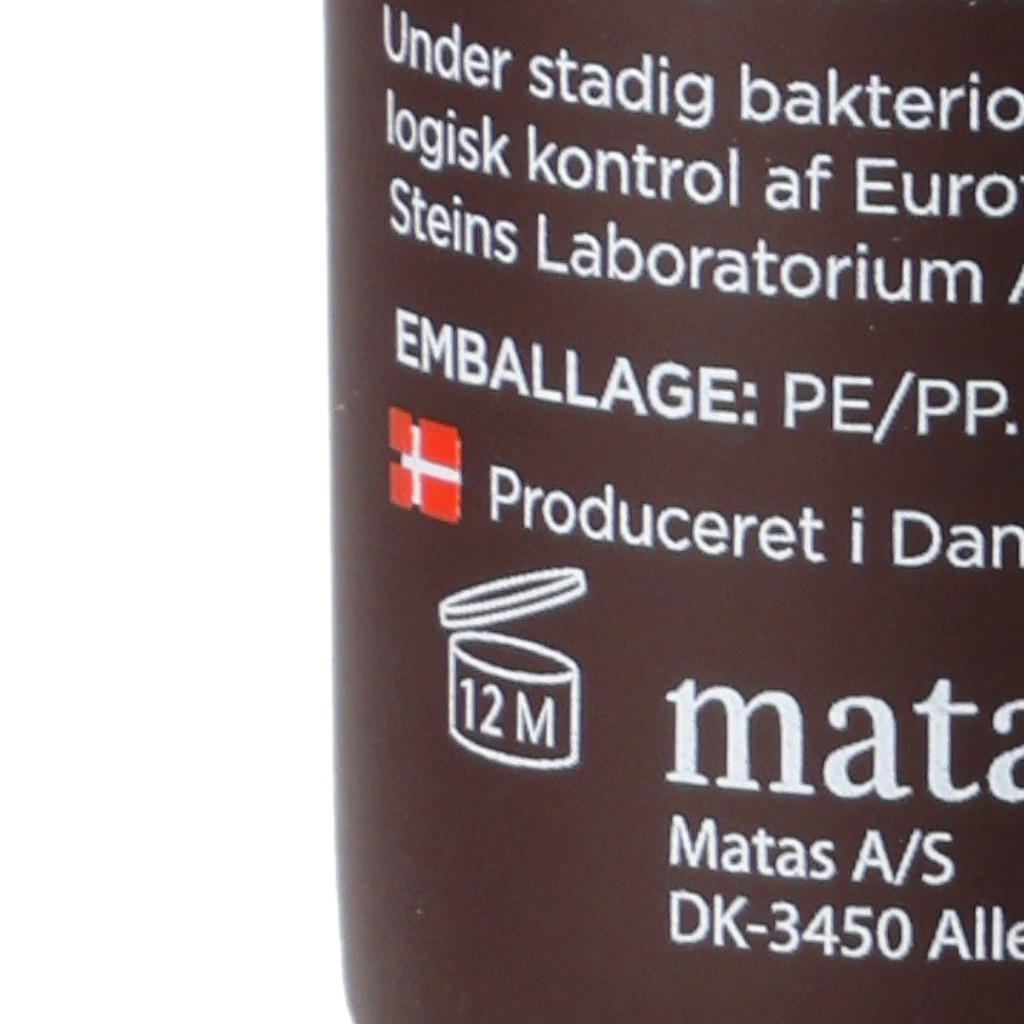 Under stadig bakterio
logisk kontrol af Eurof
Steins Laboratorium A
EMBALLAGE: PE/PP.
Produceret i Dan
12 M
mata
Matas A/S
DK-3450 Alle